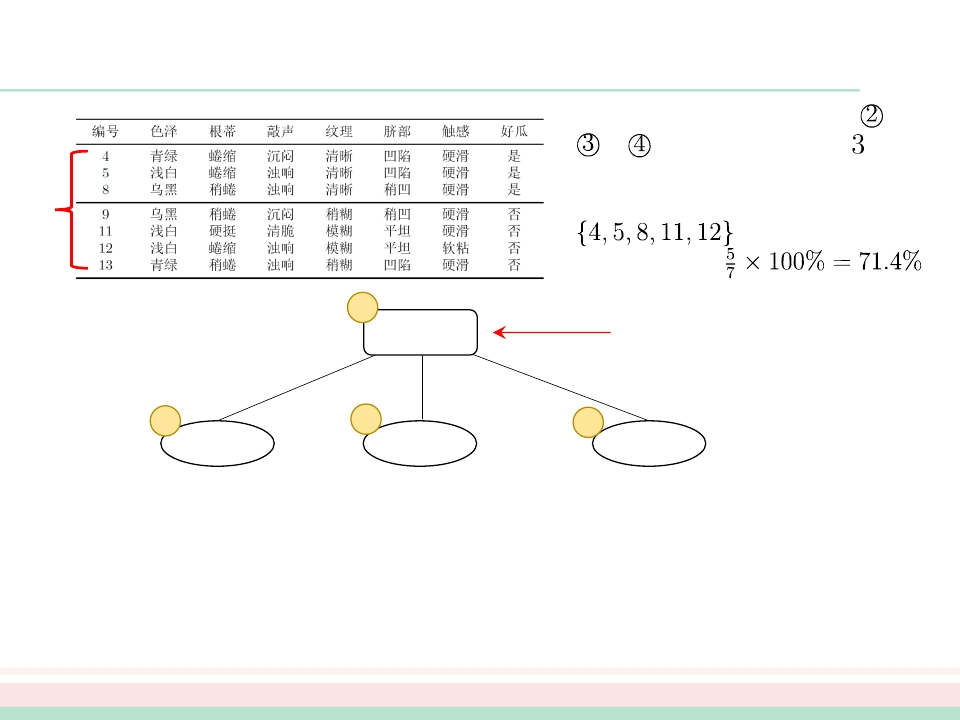 编号 色泽 根蒂 敲声 纹理 脐部 触感 好瓜
4 青绿 蜷缩 沉闷 清晰 凹陷 硬滑 是
5 浅白 蜷缩 浊响 清晰 凹陷 硬滑 是
8 乌黑 稍蜷 浊响 清晰 稍凹 硬滑 是
9 乌黑 稍蜷 沉闷 稍糊 稍凹 硬滑 否
11 浅白 硬挺 清脆 模糊 平坦 硬滑 否
12 浅白 蜷缩 浊响 模糊 平坦 软粘 否
13 青绿 稍蜷 浊响 稍糊 凹陷 硬滑 否
②
③ ④ 3
{4, 5, 8, 11, 12}
5/7 × 100% = 71.4%